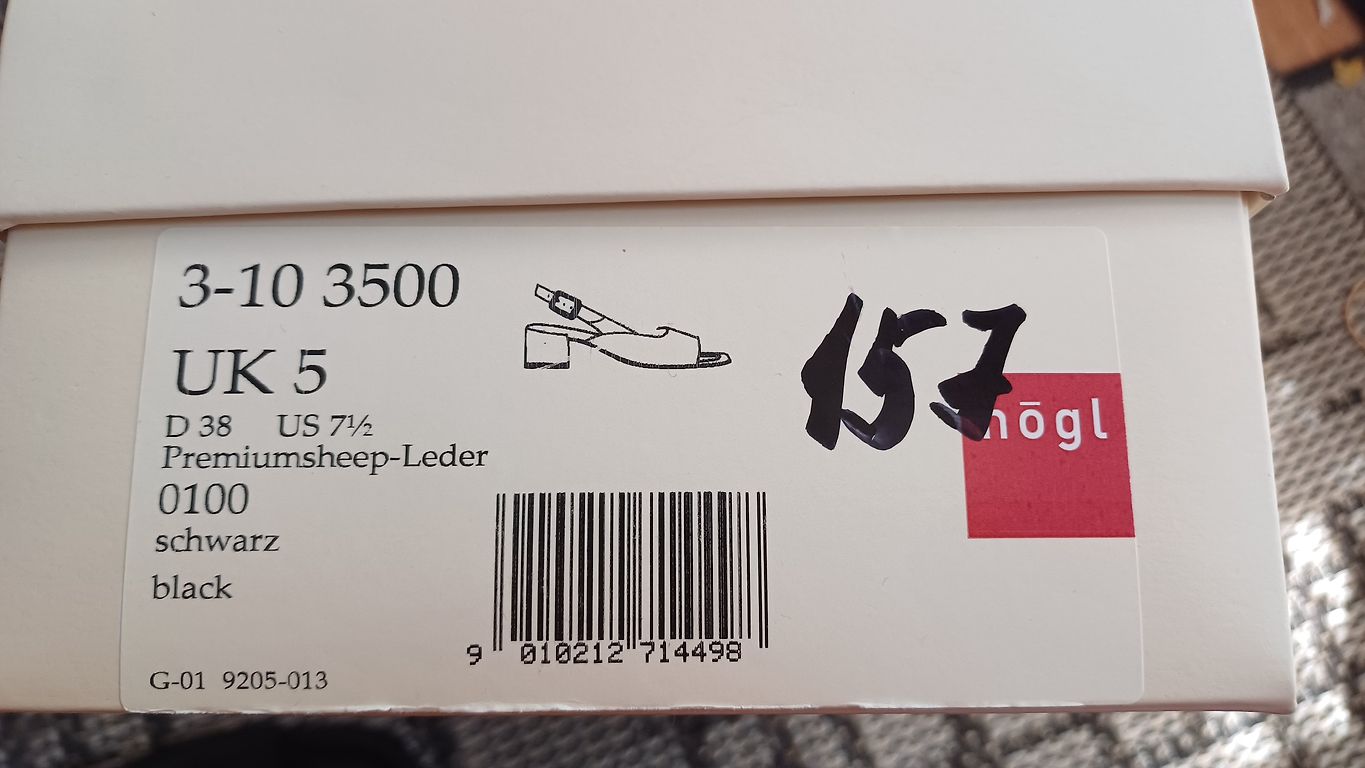 3-10 3500
UK 5
D 38 US 7½
Premiumsheep-Leder
0100
schwarz
black
G-01 9205-013
9 010212 714498
157
högl